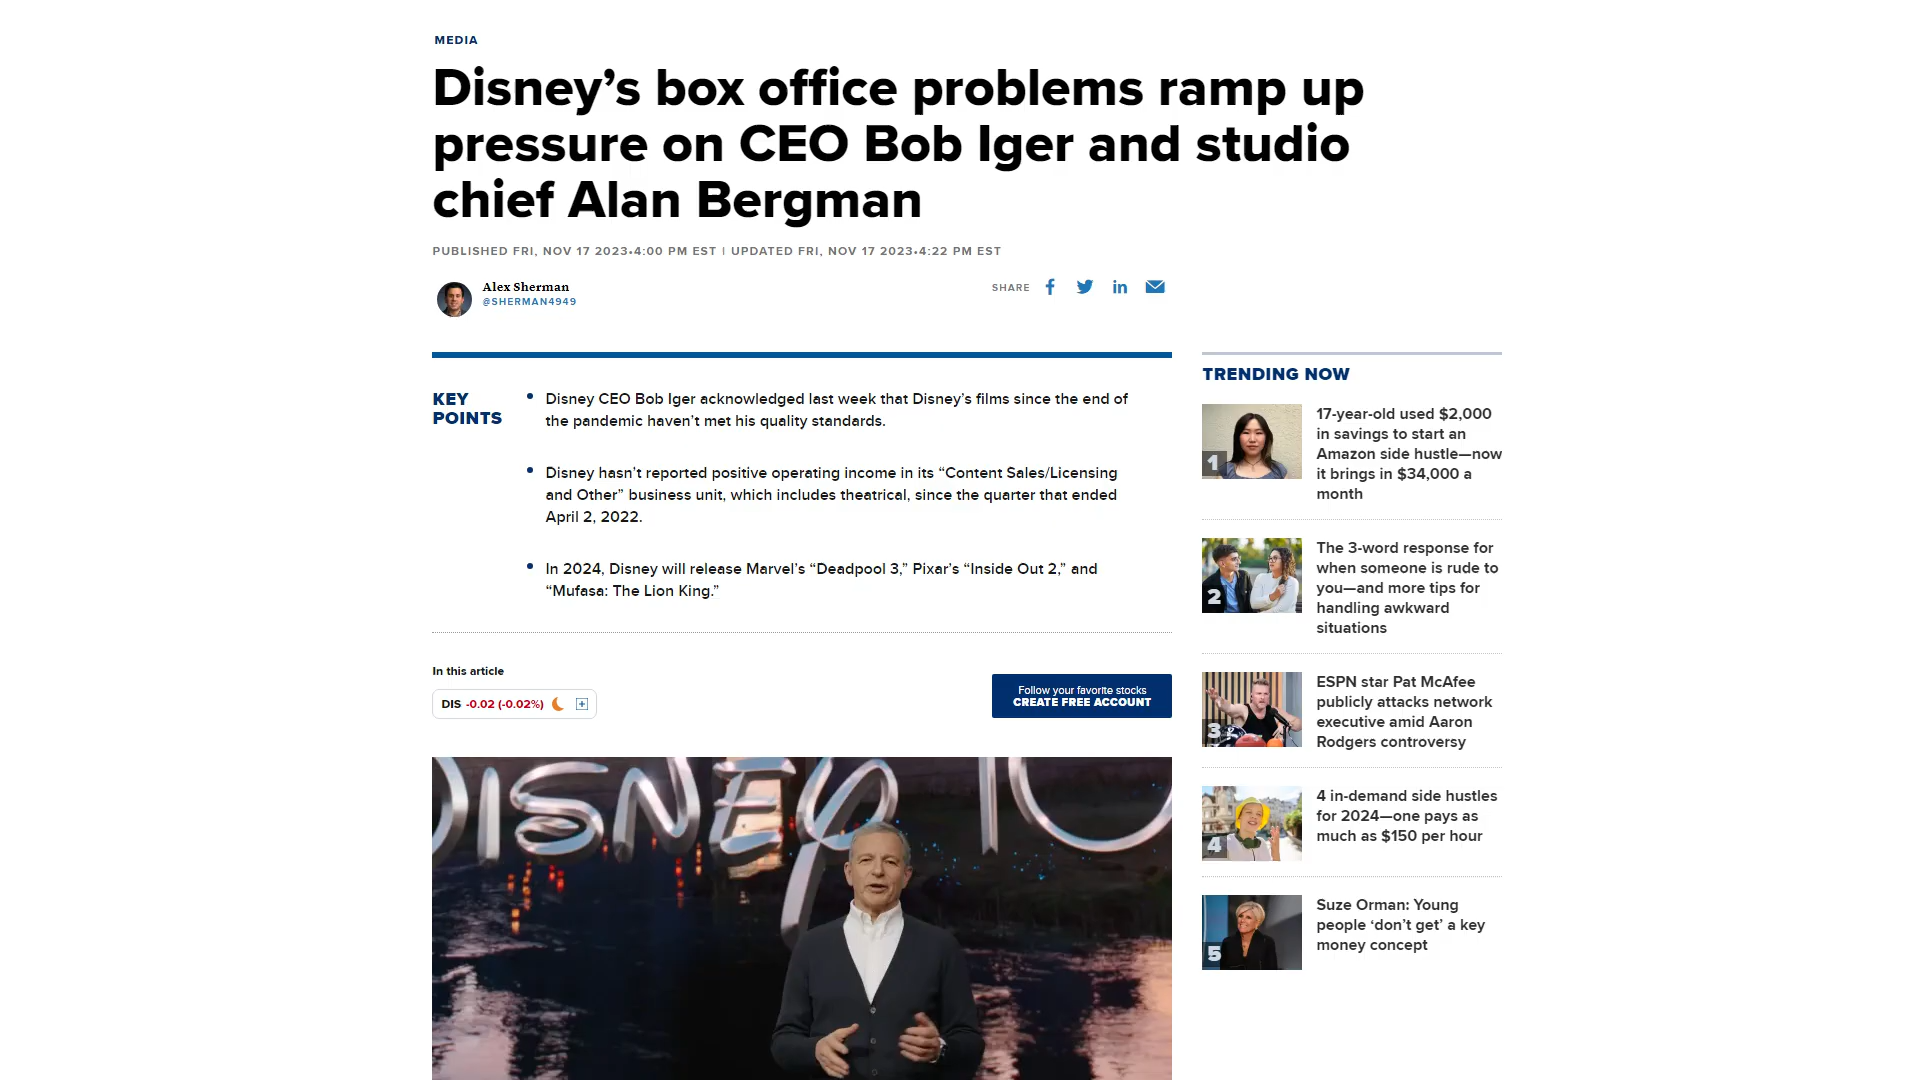 MEDIA
Disney’s box office problems ramp up
pressure on CEO Bob Iger and studio
chief Alan Bergman
PUBLISHED FRI, NOV 17 2023•4:00 PM EST | UPDATED FRI, NOV 17 2023•4:22 PM EST
Alex Sherman
@SHERMAN4949
SHARE
KEY
POINTS
Disney CEO Bob Iger acknowledged last week that Disney’s films since the end of
the pandemic haven’t met his quality standards.
Disney hasn’t reported positive operating income in its “Content Sales/Licensing
and Other” business unit, which includes theatrical, since the quarter that ended
April 2, 2022.
In 2024, Disney will release Marvel’s “Deadpool 3,” Pixar’s “Inside Out 2,” and
“Mufasa: The Lion King.”
In this article
DIS -0.02 (-0.02%)
Follow your favorite stocks
CREATE FREE ACCOUNT
DISNEY 10
TRENDING NOW
1
17-year-old used $2,000
in savings to start an
Amazon side hustle—now
it brings in $34,000 a
month
2
The 3-word response for
when someone is rude to
you—and more tips for
handling awkward
situations
3
ESPN star Pat McAfee
publicly attacks network
executive amid Aaron
Rodgers controversy
4
4 in-demand side hustles
for 2024—one pays as
much as $150 per hour
5
Suze Orman: Young
people ‘don’t get’ a key
money concept